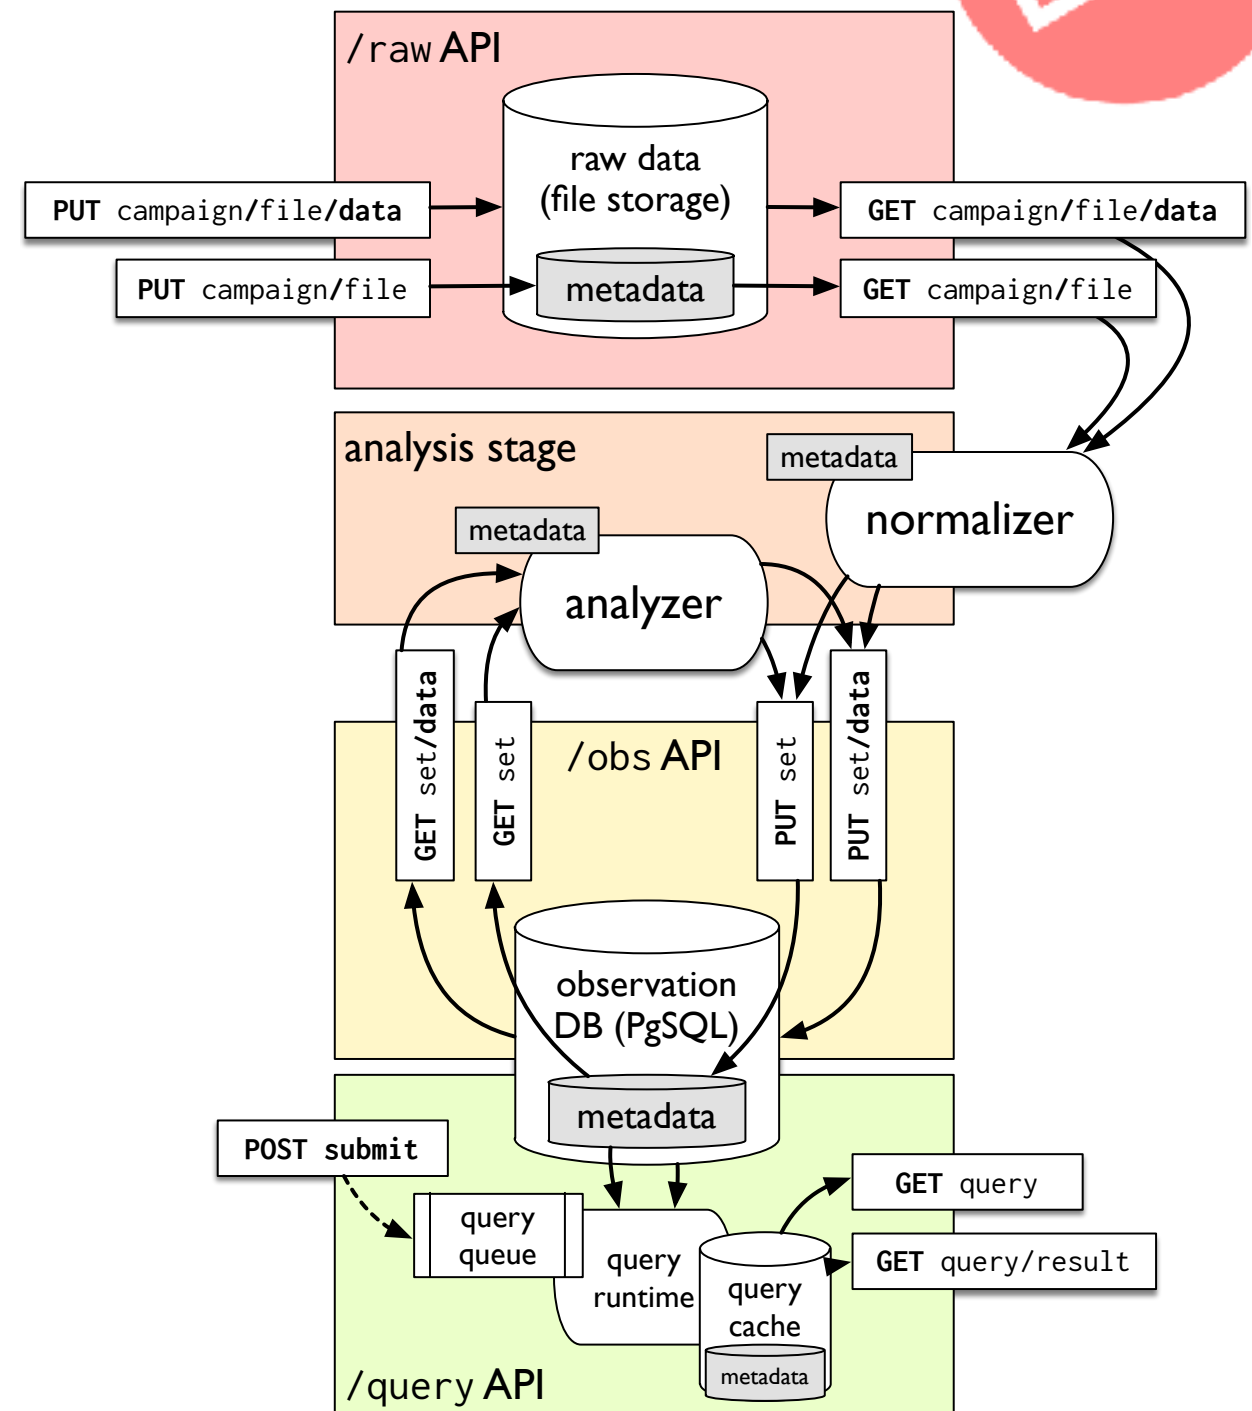 /raw API
raw data
(file storage)
PUT campaign/file/data
GET campaign/file/data
PUT campaign/file
metadata
GET campaign/file
analysis stage
metadata
normalizer
metadata
analyzer
GET set/data
GET set
/obs API
PUT set
PUT set/data
observation
DB (PgSQL)
metadata
POST submit
GET query
query
queue
query
runtime
GET query/result
query
cache
metadata
/query API